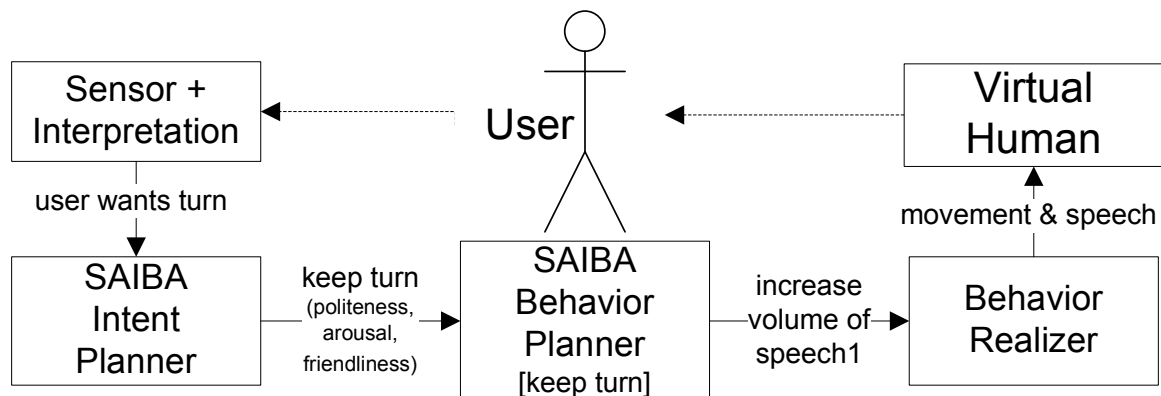 Sensor +
Interpretation
User
Virtual
Human
user wants turn
movement & speech
SAIBA
Intent
Planner
keep turn
(politeness,
arousal,
friendliness)
SAIBA
Behavior
Planner
[keep turn]
increase
volume of
speech1
Behavior
Realizer